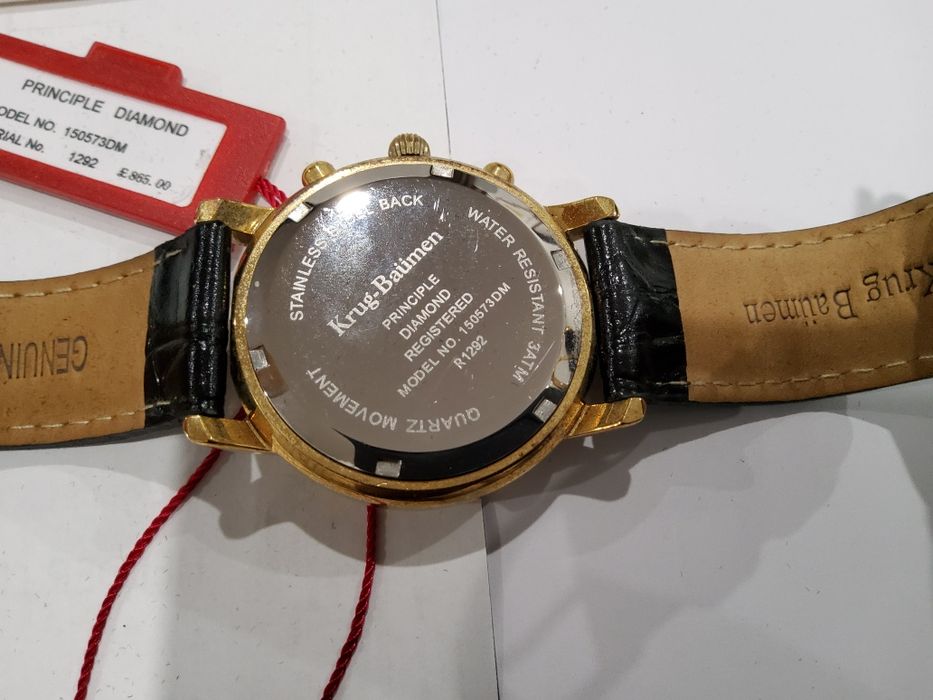 PRINCIPLE DIAMOND
ODEL NO. 150573DM
RIAL No. 1292
£865.00
STAINLESS BACK
WATER RESISTANT 3ATM
QUARTZ MOVEMENT
Krug-Baümen
PRINCIPLE
DIAMOND
REGISTERED
MODEL NO. 150573DM
R1292
GENUIN
Krug Baümen